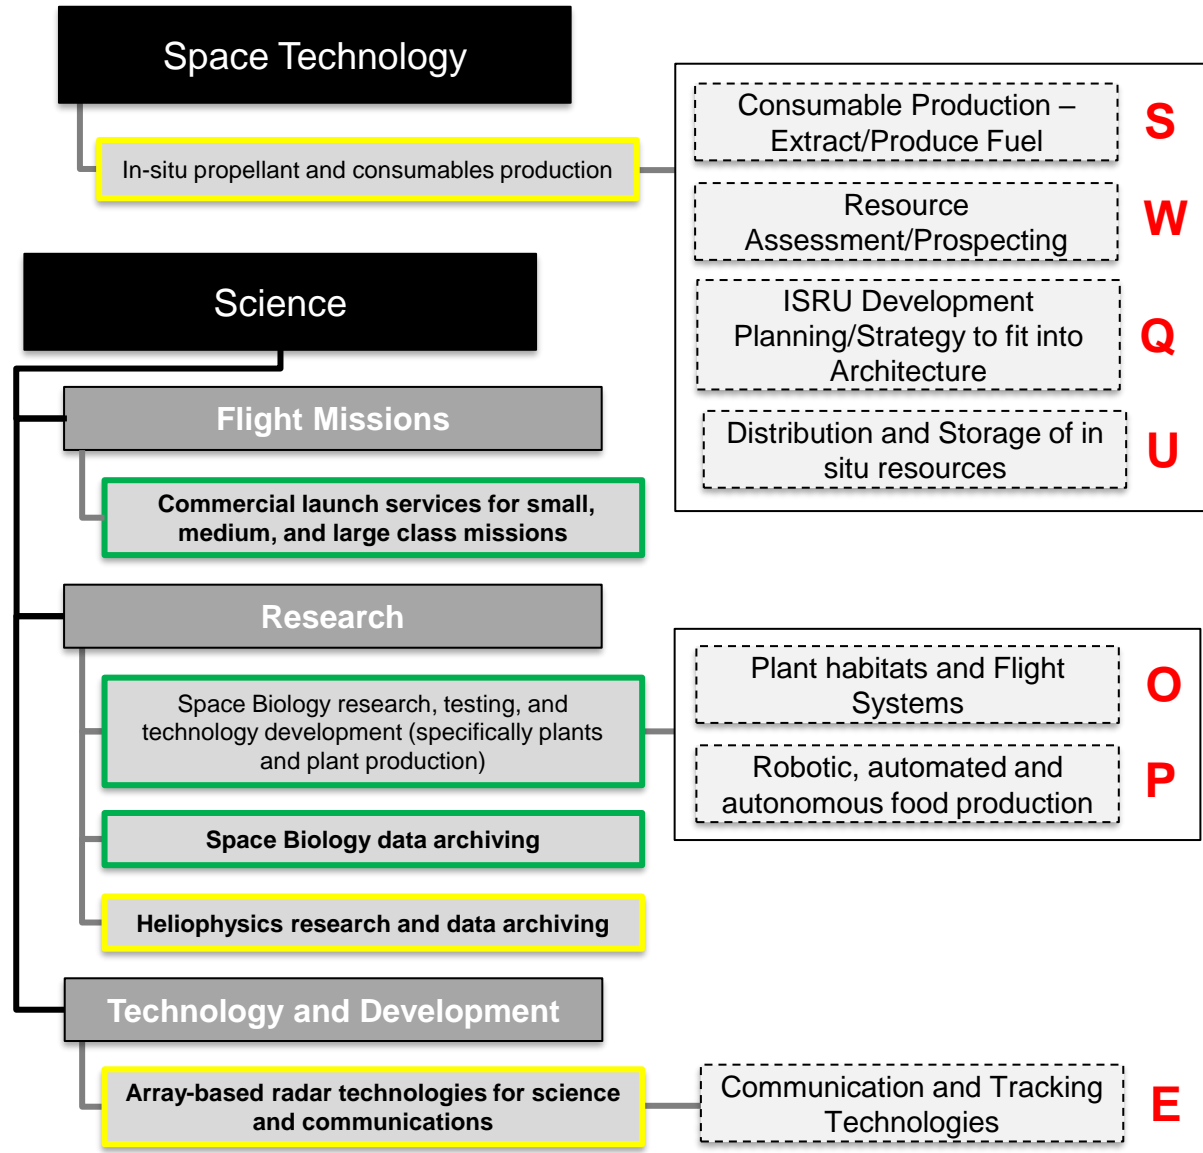 Space Technology
In-situ propellant and consumables production
Consumable Production –
Extract/Produce Fuel
S
Resource
Assessment/Prospecting
W
ISRU Development
Planning/Strategy to fit into
Architecture
Q
Distribution and Storage of in
situ resources
U
Science
Flight Missions
Commercial launch services for small,
medium, and large class missions
Research
Space Biology research, testing, and
technology development (specifically plants
and plant production)
Plant habitats and Flight
Systems
O
Robotic, automated and
autonomous food production
P
Space Biology data archiving
Heliophysics research and data archiving
Technology and Development
Array-based radar technologies for science
and communications
Communication and Tracking
Technologies
E